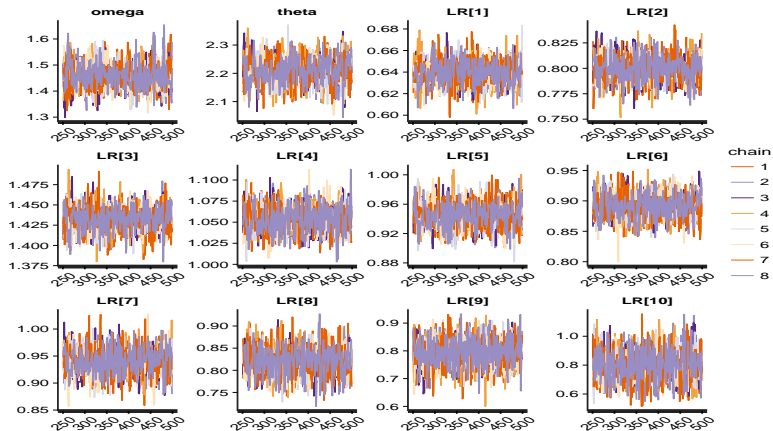 omega
theta
LR[1]
LR[2]
1.6
1.5
1.4
1.3
2.3
2.2
2.1
0.68
0.66
0.64
0.62
0.60
0.825
0.800
0.775
0.750
250 300 350 400 450 500
250 300 350 400 450 500
250 300 350 400 450 500
250 300 350 400 450 500
LR[3]
LR[4]
LR[5]
LR[6]
1.475
1.450
1.425
1.400
1.375
1.100
1.075
1.050
1.025
1.000
1.00
0.96
0.92
0.88
0.95
0.90
0.85
0.80
250 300 350 400 450 500
250 300 350 400 450 500
250 300 350 400 450 500
250 300 350 400 450 500
LR[7]
LR[8]
LR[9]
LR[10]
1.00
0.95
0.90
0.85
0.90
0.85
0.80
0.75
0.9
0.8
0.7
0.6
1.0
0.8
0.6
250 300 350 400 450 500
250 300 350 400 450 500
250 300 350 400 450 500
250 300 350 400 450 500
chain
1
2
3
4
5
6
7
8